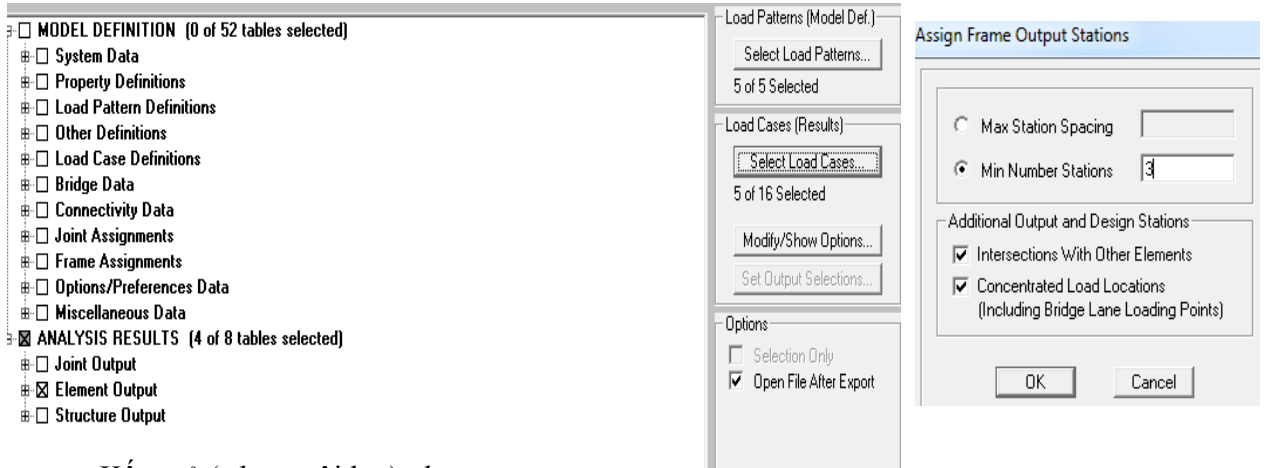 MODEL DEFINITION (0 of 52 tables selected)
System Data
Property Definitions
Load Pattern Definitions
Other Definitions
Load Case Definitions
Bridge Data
Connectivity Data
Joint Assignments
Frame Assignments
Options/Preferences Data
Miscellaneous Data
ANALYSIS RESULTS (4 of 8 tables selected)
Joint Output
Element Output
Structure Output
Load Patterns (Model Def.)
Select Load Patterns...
5 of 5 Selected
Load Cases (Results)
Select Load Cases...
5 of 16 Selected
Modify/Show Options...
Set Output Selections...
Options
Selection Only
Open File After Export
Assign Frame Output Stations
Max Station Spacing
Min Number Stations 3
Additional Output and Design Stations
Intersections With Other Elements
Concentrated Load Locations
(Including Bridge Lane Loading Points)
OK Cancel